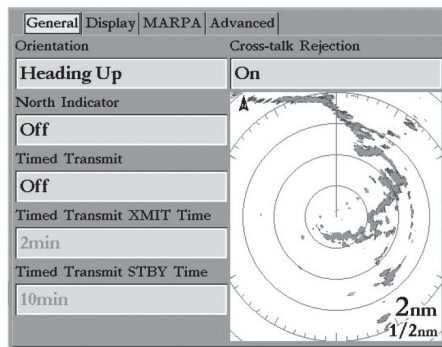 General Display MARPA Advanced
Orientation
Heading Up
Cross-talk Rejection
On
North Indicator
Off
Timed Transmit
Off
Timed Transmit XMIT Time
2min
Timed Transmit STBY Time
10min
2nm
1/2nm